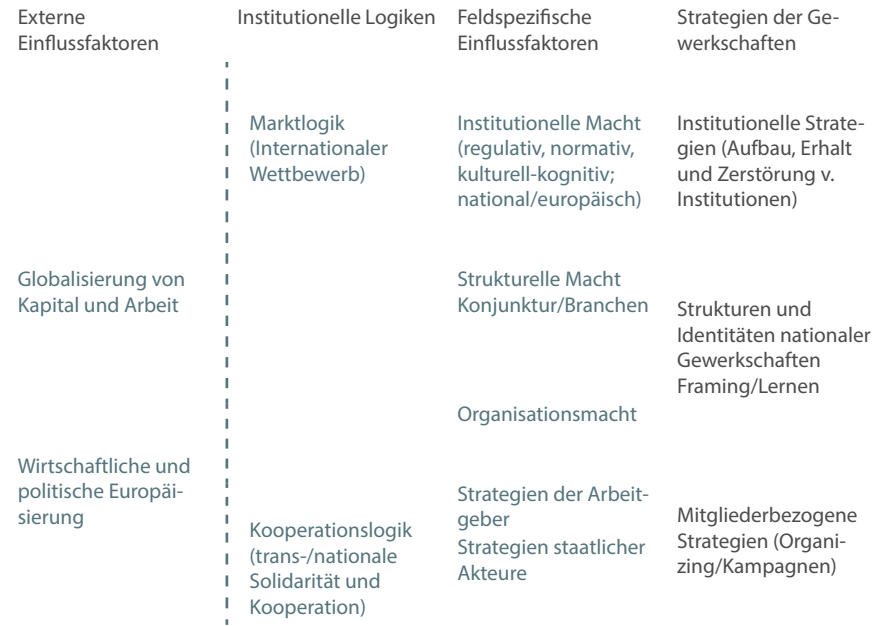 Externe
Einflussfaktoren
Institutionelle Logiken
Feldspezifische
Einflussfaktoren
Strategien der Ge-
werkschaften
Globalisierung von
Kapital und Arbeit
Wirtschaftliche und
politische Europäi-
sierung
Marktlogik
(Internationaler
Wettbewerb)
Kooperationslogik
(trans-/nationale
Solidarität und
Kooperation)
Institutionelle Macht
(regulativ, normativ,
kulturell-kognitiv;
national/europäisch)
Strukturelle Macht
Konjunktur/Branchen
Organisationsmacht
Strategien der Arbeit-
geber
Strategien staatlicher
Akteure
Institutionelle Strate-
gien (Aufbau, Erhalt
und Zerstörung v.
Institutionen)
Strukturen und
Identitäten nationaler
Gewerkschaften
Framing/Lernen
Mitgliederbezogene
Strategien (Organi-
zing/Kampagnen)